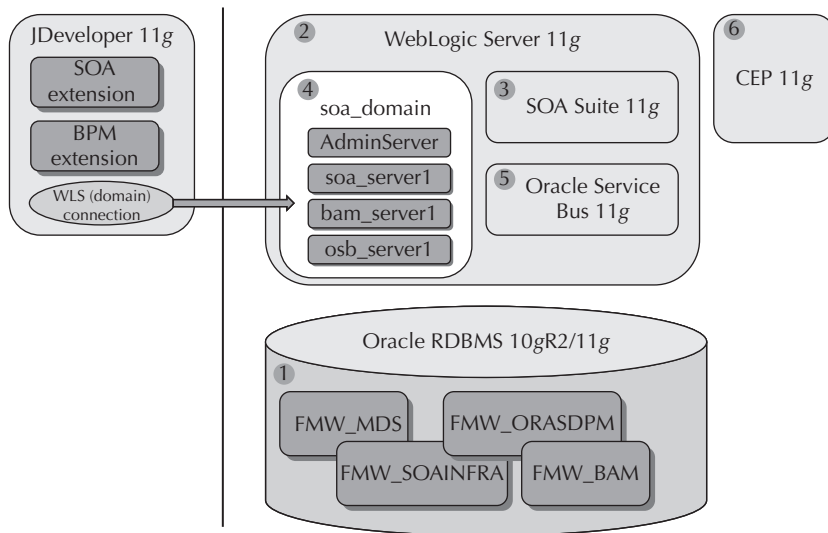 JDeveloper 11g
SOA
extension
BPM
extension
WLS (domain)
connection
2
WebLogic Server 11g
4
soa_domain
AdminServer
soa_server1
bam_server1
osb_server1
3
SOA Suite 11g
5
Oracle Service
Bus 11g
6
CEP 11g
Oracle RDBMS 10gR2/11g
1
FMW_MDS
FMW_ORASDPM
FMW_SOAINFRA
FMW_BAM